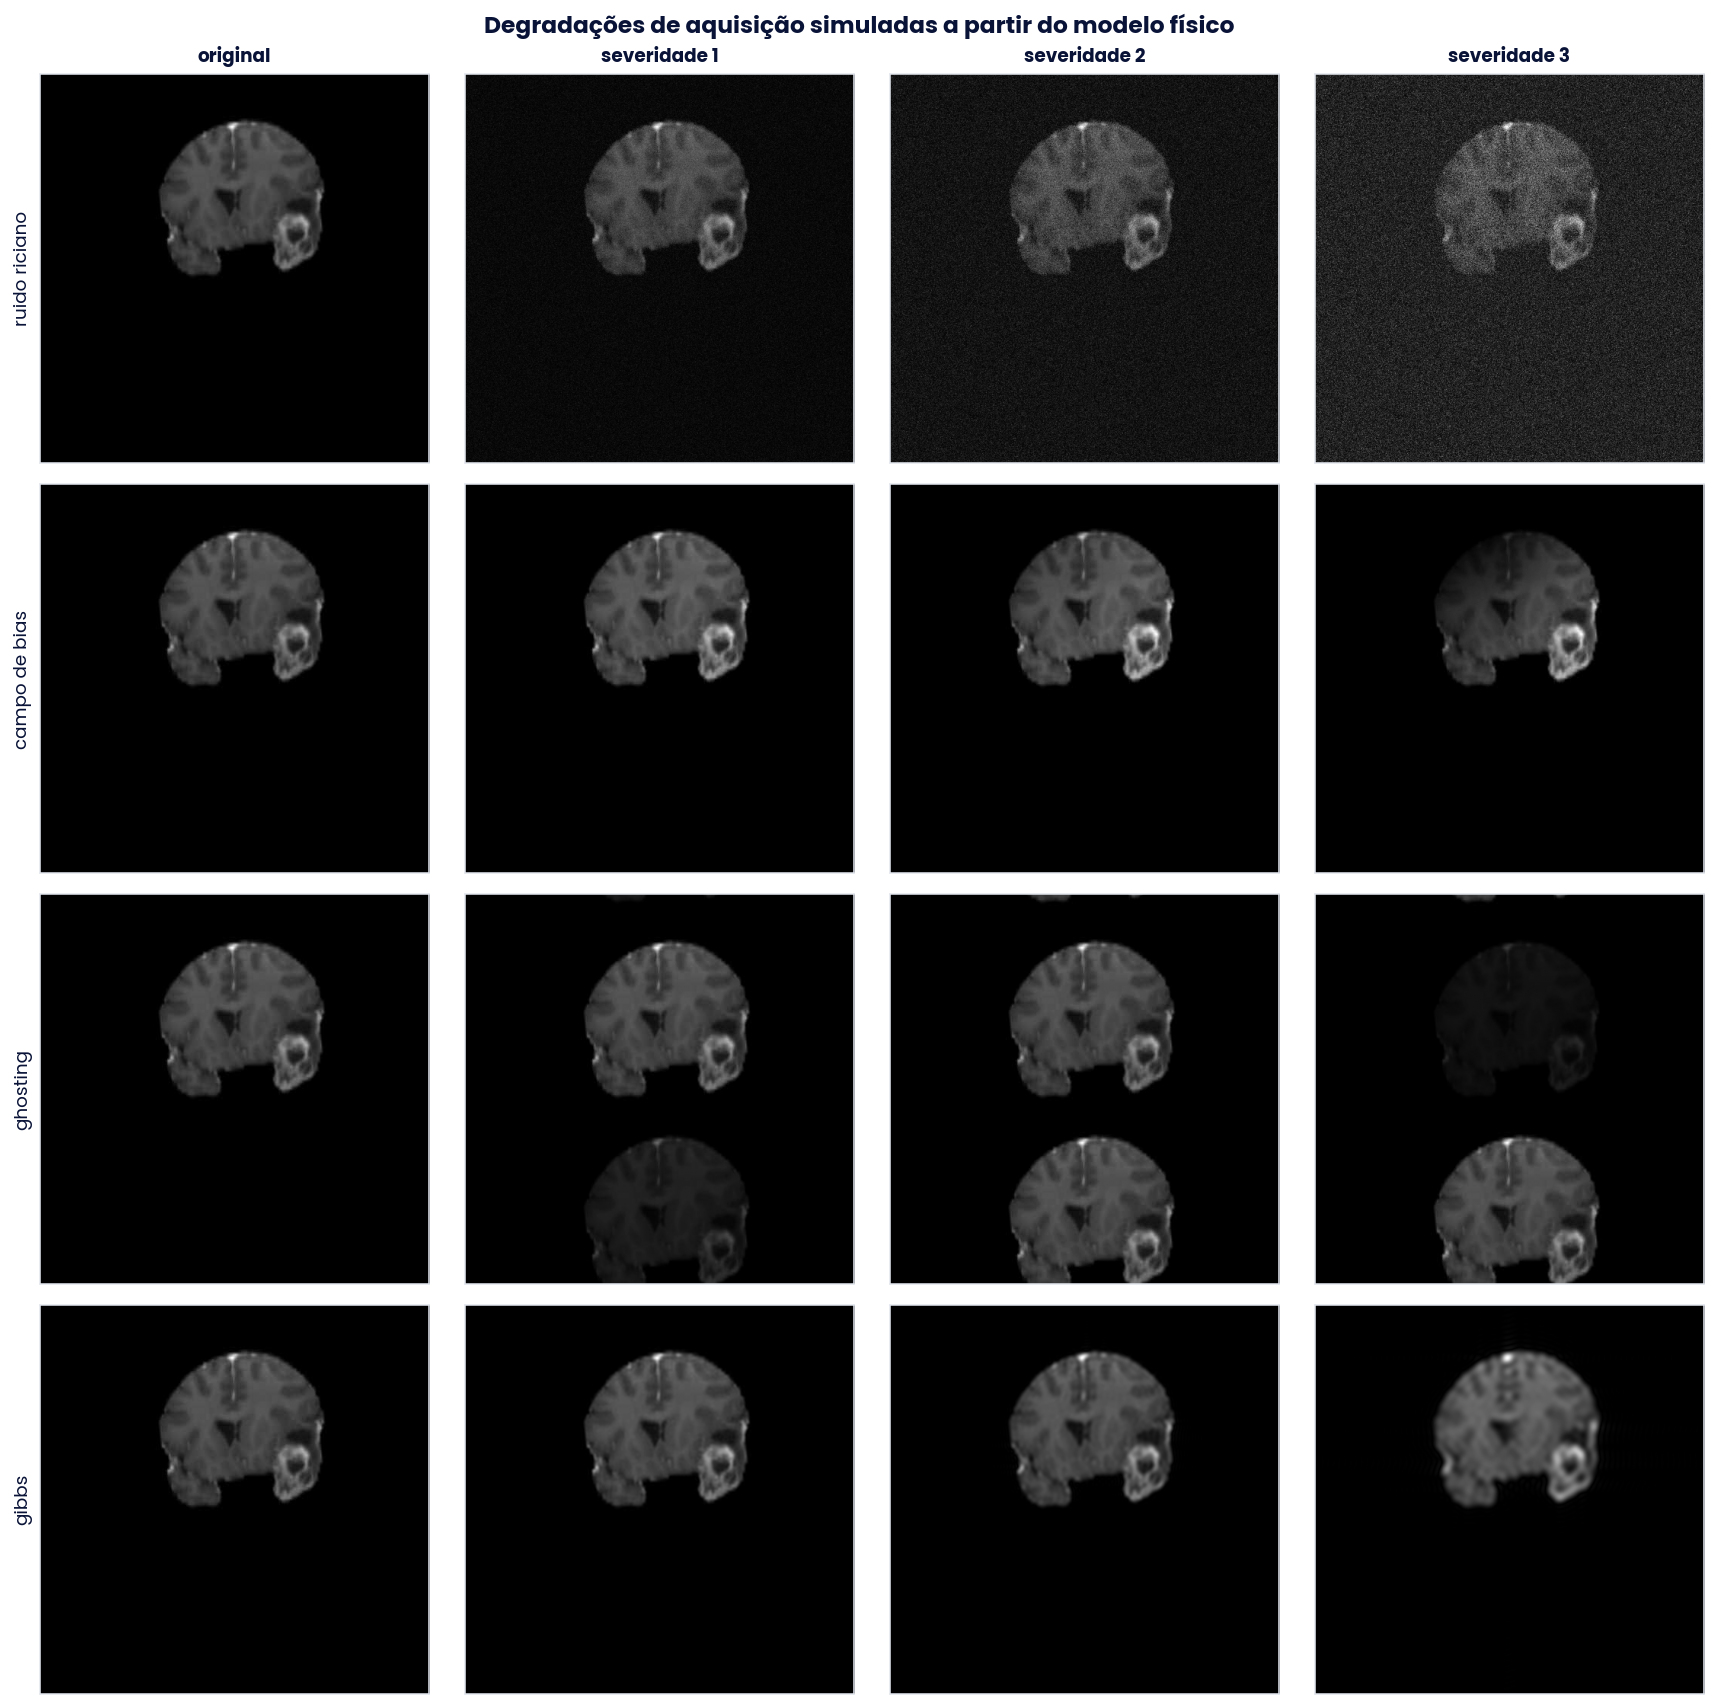 Degradações de aquisição simuladas a partir do modelo físico
original
severidade 1
severidade 2
severidade 3
ruído riciano
campo de bias
ghosting
gibbs